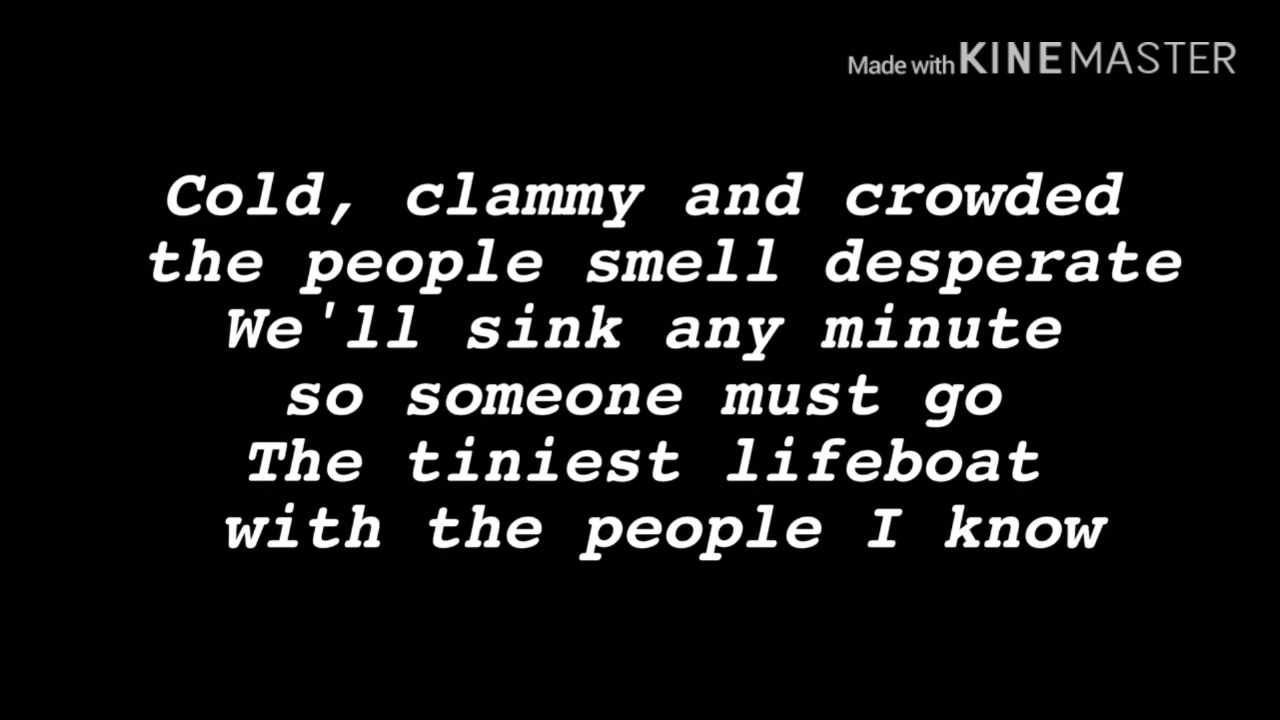 Made with KINEMASTER
Cold, clammy and crowded
the people smell desperate
We'll sink any minute
so someone must go
The tiniest lifeboat
with the people I know